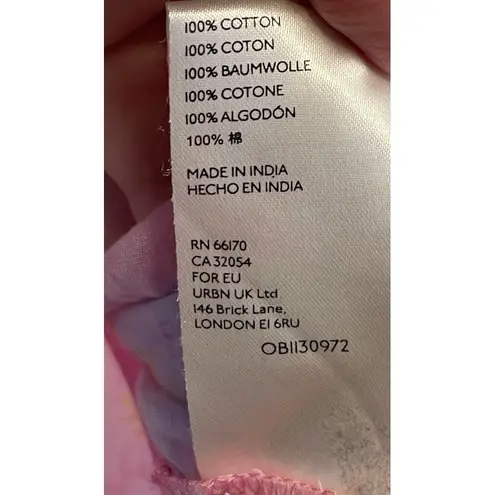 100% COTTON
100% COTON
100% BAUMWOLLE
100% COTONE
100% ALGODÓN
100% 棉
MADE IN INDIA
HECHO EN INDIA
RN 66170
CA 32054
FOR EU
URBN UK Ltd
146 Brick Lane,
LONDON E1 6RU
OB1130972